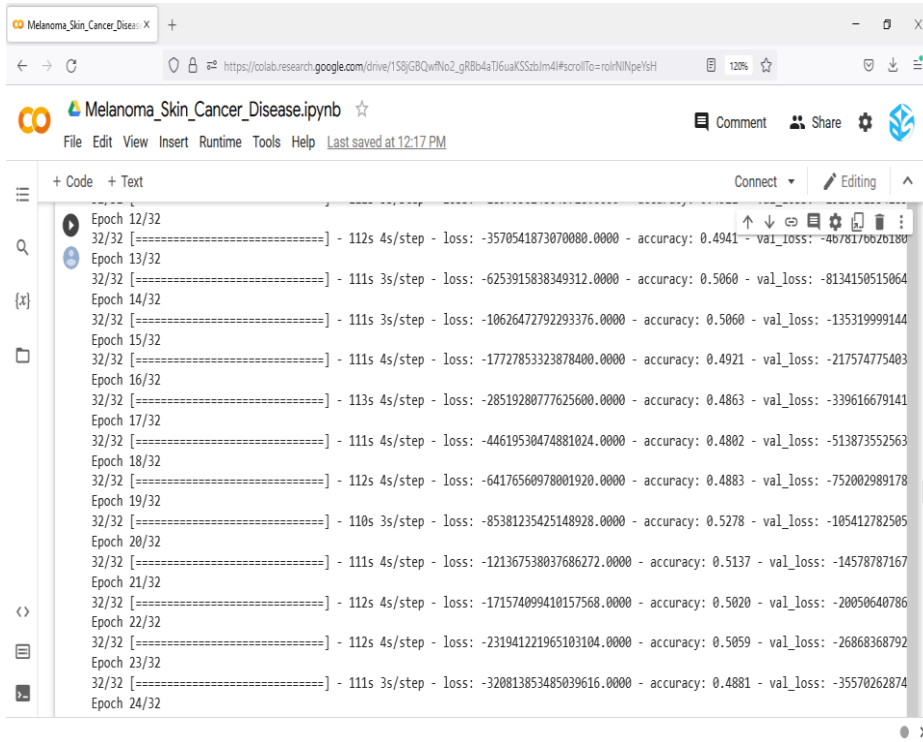 Melanoma_Skin_Cancer_Diseas X +
https://colab.research.google.com/drive/1S8jGBQwfNo2_gRBb4aTJ6uaKSSzbJm4I#scrollTo=rolrNlNpeYsH 120%
CO Melanoma_Skin_Cancer_Disease.ipynb
Comment Share
File Edit View Insert Runtime Tools Help Last saved at 12:17 PM
+ Code + Text Connect Editing
Epoch 12/32
32/32 [==============================] - 112s 4s/step - loss: -3570541873070080.0000 - accuracy: 0.4941 - val_loss: -4678176626180
Epoch 13/32
32/32 [==============================] - 111s 3s/step - loss: -6253915838349312.0000 - accuracy: 0.5060 - val_loss: -8134150515064
{x}
Epoch 14/32
32/32 [==============================] - 111s 3s/step - loss: -10626472792293376.0000 - accuracy: 0.5060 - val_loss: -135319999144
Epoch 15/32
32/32 [==============================] - 111s 4s/step - loss: -17727853323878400.0000 - accuracy: 0.4921 - val_loss: -217574775403
Epoch 16/32
32/32 [==============================] - 113s 4s/step - loss: -28519280777625600.0000 - accuracy: 0.4863 - val_loss: -339616679141
Epoch 17/32
32/32 [==============================] - 111s 4s/step - loss: -44619530474881024.0000 - accuracy: 0.4802 - val_loss: -513873552563
Epoch 18/32
32/32 [==============================] - 112s 4s/step - loss: -64176560978001920.0000 - accuracy: 0.4883 - val_loss: -752002989178
Epoch 19/32
32/32 [==============================] - 110s 3s/step - loss: -85381235425148928.0000 - accuracy: 0.5278 - val_loss: -105412782505
Epoch 20/32
32/32 [==============================] - 111s 4s/step - loss: -121367538037686272.0000 - accuracy: 0.5137 - val_loss: -14578787167
Epoch 21/32
32/32 [==============================] - 112s 4s/step - loss: -171574099410157568.0000 - accuracy: 0.5020 - val_loss: -20050640786
Epoch 22/32
32/32 [==============================] - 112s 4s/step - loss: -231941221965103104.0000 - accuracy: 0.5059 - val_loss: -26868368792
Epoch 23/32
32/32 [==============================] - 111s 3s/step - loss: -320813853485039616.0000 - accuracy: 0.4881 - val_loss: -35570262874
Epoch 24/32